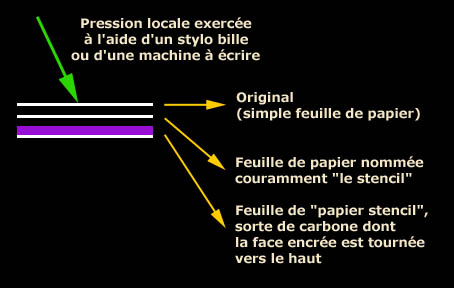 Pression locale exercée
à l'aide d'un stylo bille
ou d'une machine à écrire
Original
(simple feuille de papier)
Feuille de papier nommée
couramment "le stencil"
Feuille de "papier stencil",
sorte de carbone dont
la face encrée est tournée
vers le haut